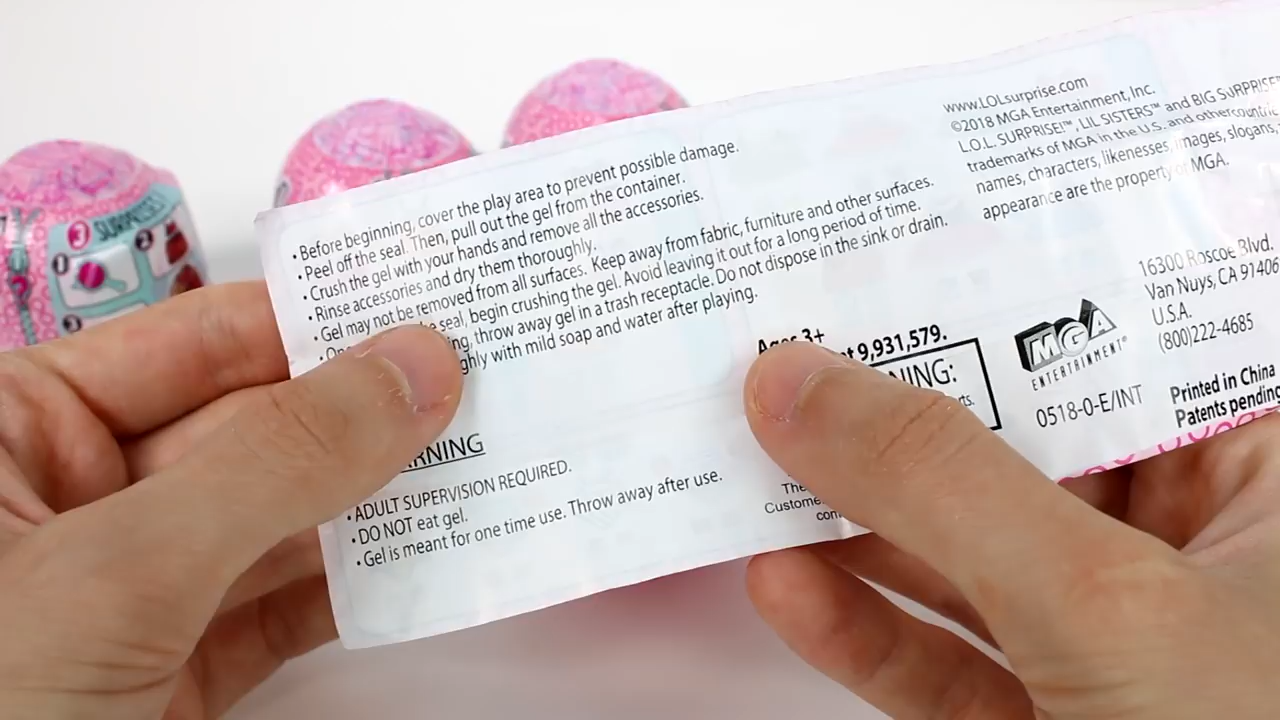 • Before beginning, cover the play area to prevent possible damage.
• Peel off the seal. Then, pull out the gel from the container.
• Crush the gel with your hands and remove all the accessories.
• Rinse accessories and dry them thoroughly.
• Gel may not be removed from all surfaces. Keep away from fabric, furniture and other surfaces.
seal, begin crushing the gel. Avoid leaving it out for a long period of time.
throw away gel in a trash receptacle. Do not dispose in the sink or drain.
with mild soap and water after playing.
• ADULT SUPERVISION REQUIRED.
• DO NOT eat gel.
• Gel is meant for one time use. Throw away after use.
Ages 3+
9,931,579.
www.LOLsurprise.com
©2018 MGA Entertainment, Inc.
L.O.L. SURPRISE!™, LIL SISTERS™ and BIG SURPRISE
trademarks of MGA in the U.S. and other
names, characters, likenesses, images, slogans,
appearance are the property of MGA.
MGA
ENTERTAINMENT®
0518-0-E/INT
16300 Roscoe Blvd.
Van Nuys, CA 91406
U.S.A.
(800)222-4685
Printed in China
Patents pending
3 SURPRISES
1
2